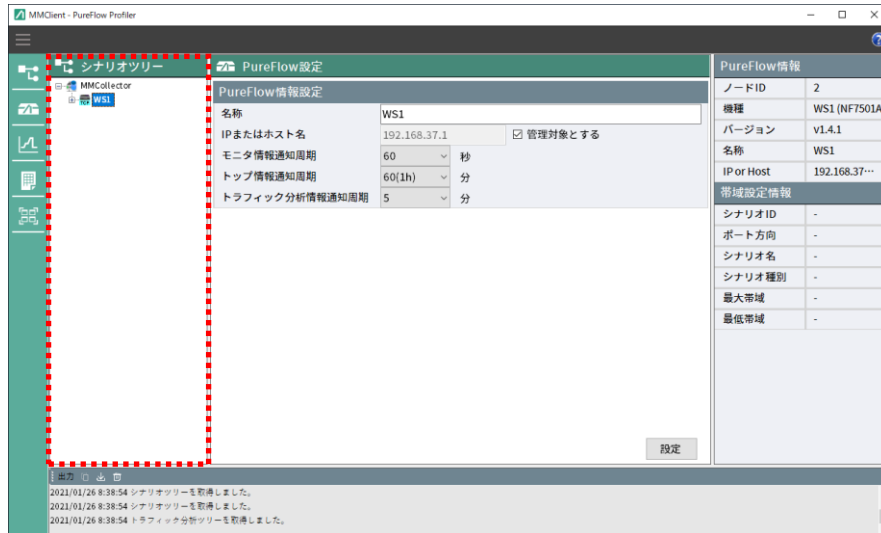 MMClient - PureFlow Profiler
シナリオツリー
MMCollector
WS1
PureFlow設定
PureFlow情報設定
名称 WS1
IPまたはホスト名 192.168.37.1 管理対象とする
モニタ情報通知周期 60 秒
トップ情報通知周期 60(1h) 分
トラフィック分析情報通知周期 5 分
設定
PureFlow情報
ノードID 2
機種 WS1 (NF7501A
バージョン v1.4.1
名称 WS1
IP or Host 192.168.37…
帯域設定情報
シナリオID -
ポート方向 -
シナリオ名 -
シナリオ種別 -
最大帯域 -
最低帯域 -
出力
2021/01/26 8:38:54 シナリオツリーを取得しました。
2021/01/26 8:38:54 シナリオツリーを取得しました。
2021/01/26 8:38:54 トラフィック分析ツリーを取得しました。